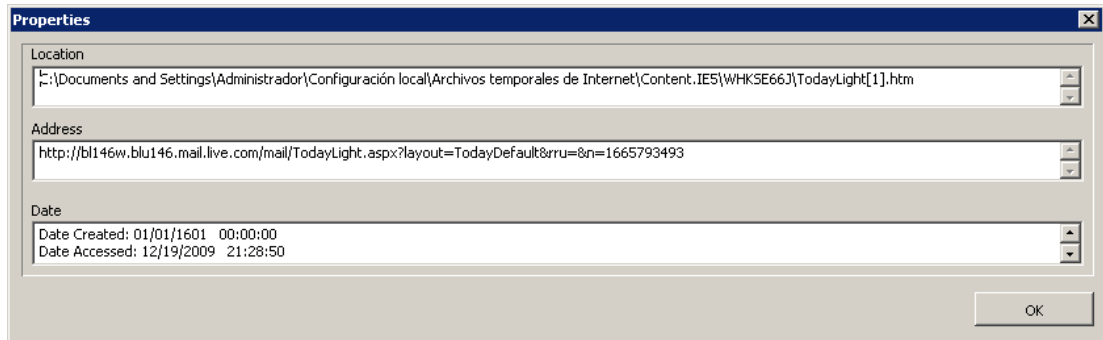 Properties
Location
C:\Documents and Settings\Administrador\Configuración local\Archivos temporales de Internet\Content.IE5\WHKSE66J\TodayLight[1].htm
Address
http://bl146w.blu146.mail.live.com/mail/TodayLight.aspx?layout=TodayDefault&rru=&n=1665793493
Date
Date Created: 01/01/1601   00:00:00
Date Accessed: 12/19/2009   21:28:50
OK